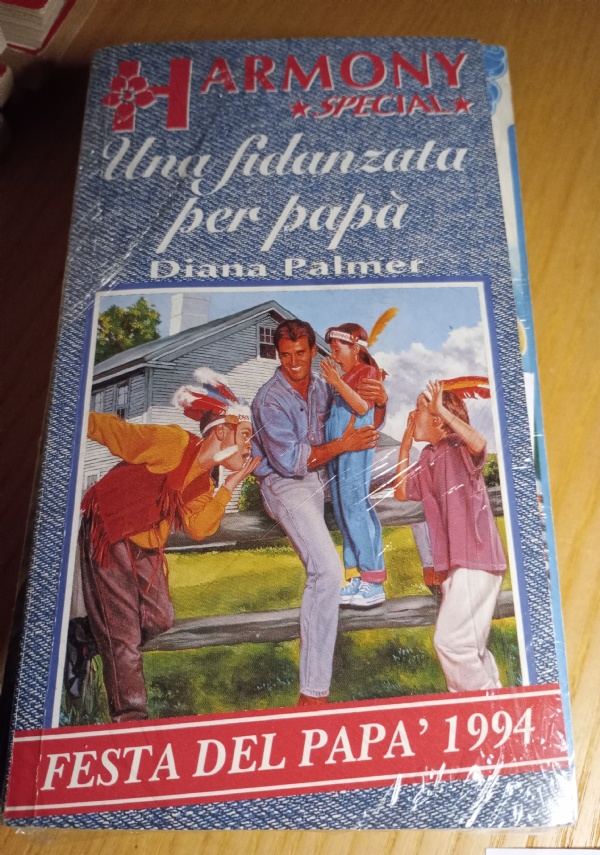 HARMONY
★SPECIAL★
Una fidanzata
per papà
Diana Palmer
FESTA DEL PAPA' 1994